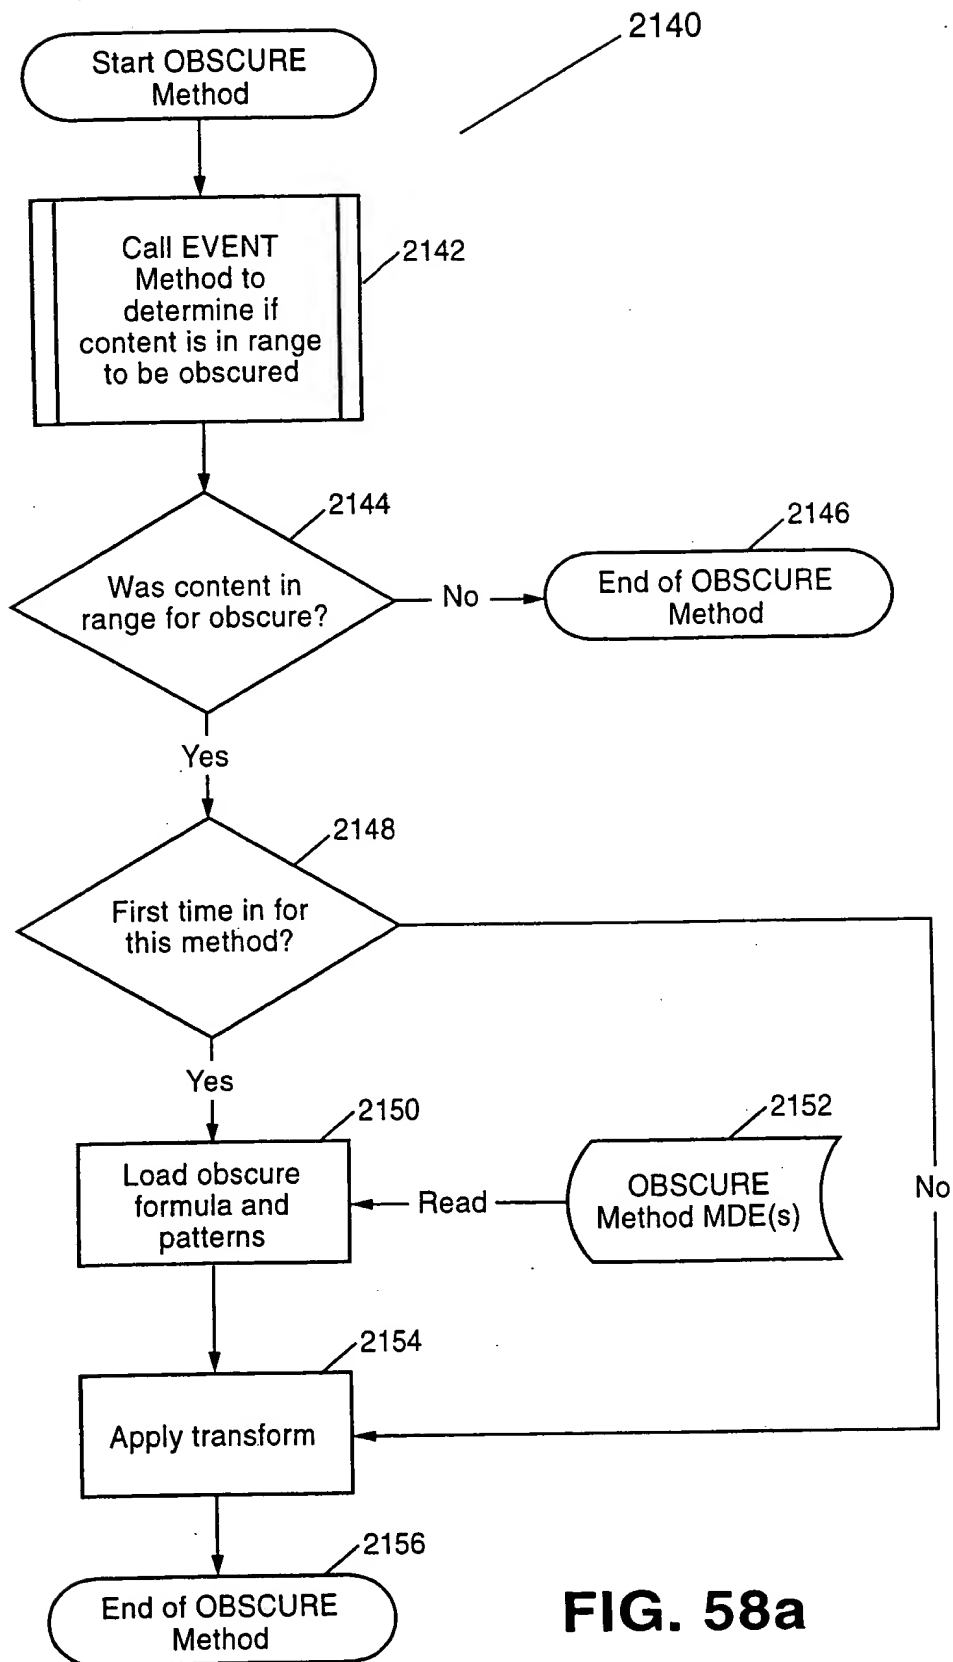 2140
Start OBSCURE
Method
Call EVENT
Method to
determine if
content is in range
to be obscured
2142
2144
Was content in
range for obscure?
No
2146
End of OBSCURE
Method
Yes
2148
First time in for
this method?
Yes
No
2150
Load obscure
formula and
patterns
Read
2152
OBSCURE
Method MDE(s)
2154
Apply transform
2156
End of OBSCURE
Method
FIG. 58a